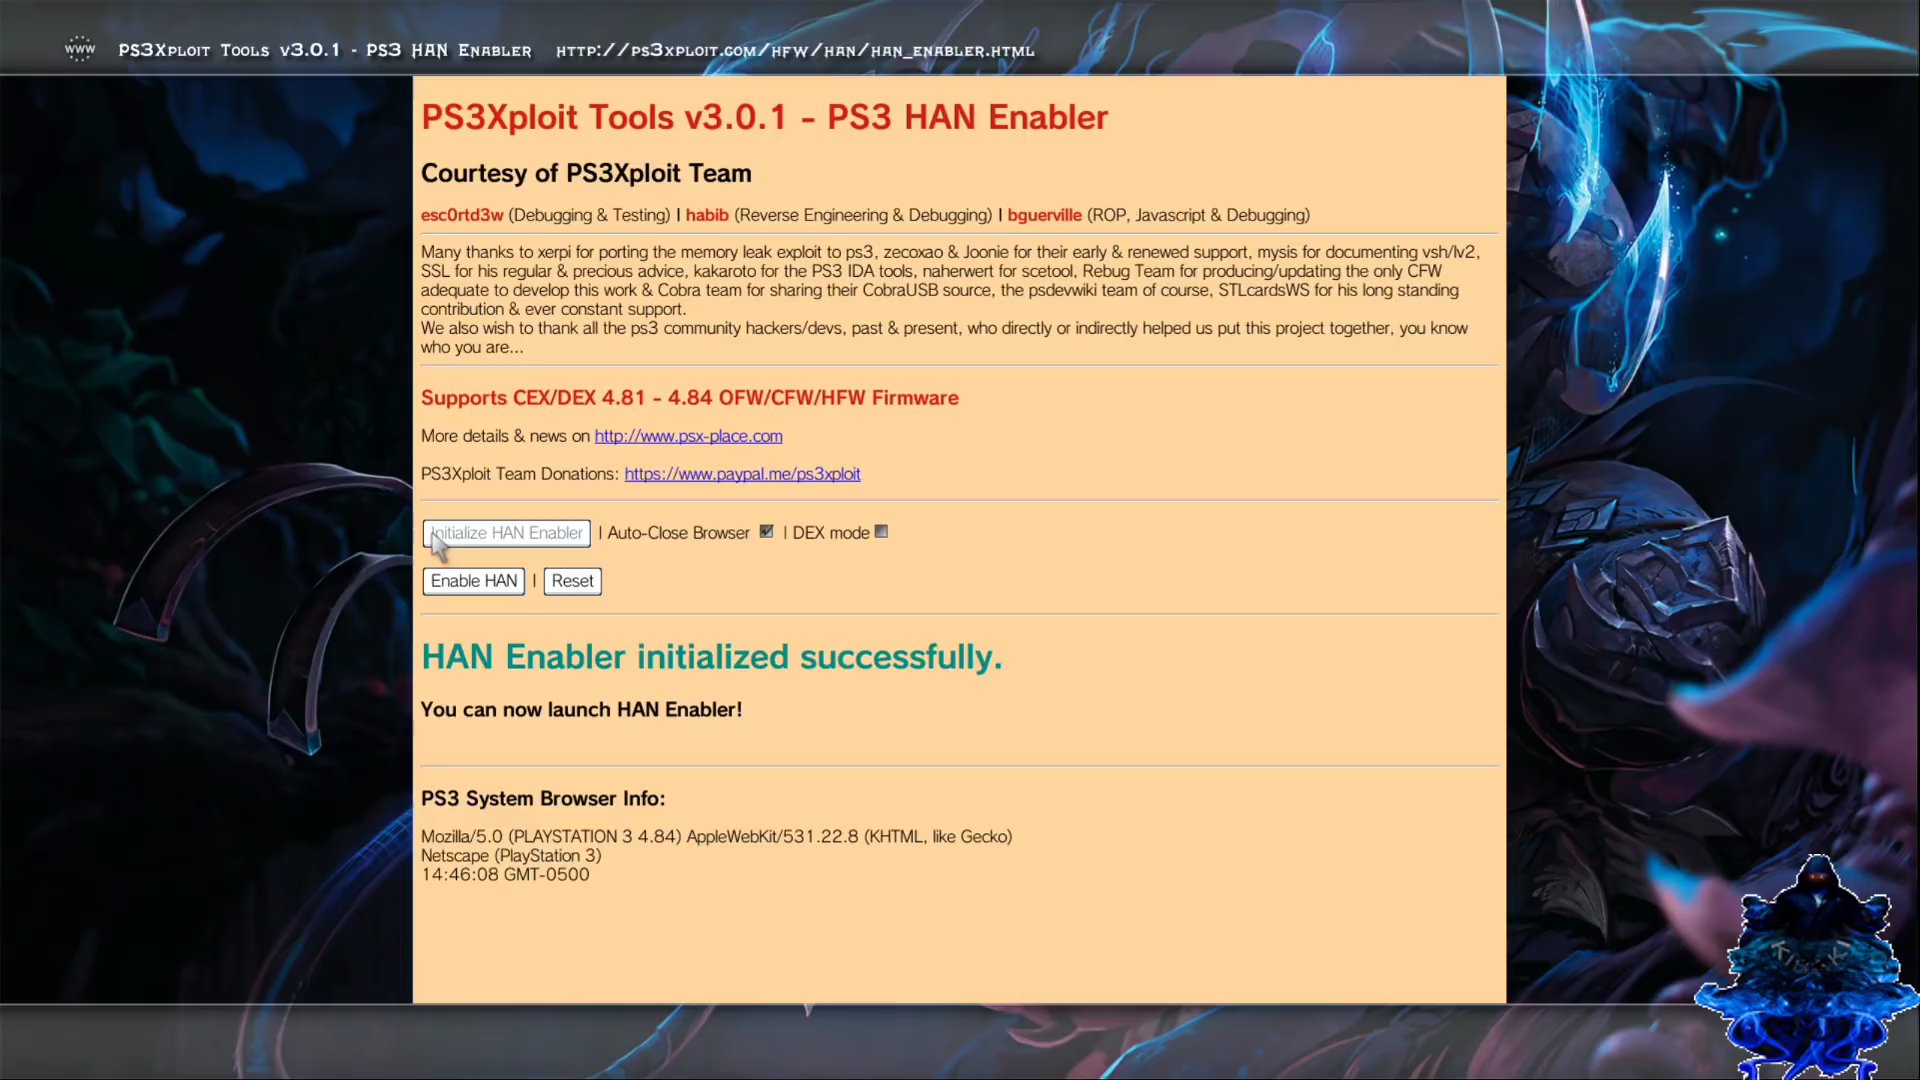 PS3Xploit Tools v3.0.1 - PS3 HAN Enabler http://ps3xploit.com/hfw/han/han_enabler.html
PS3Xploit Tools v3.0.1 - PS3 HAN Enabler
Courtesy of PS3Xploit Team
esc0rtd3w (Debugging & Testing) | habib (Reverse Engineering & Debugging) | bguerville (ROP, Javascript & Debugging)
Many thanks to xerpi for porting the memory leak exploit to ps3, zecoxao & Joonie for their early & renewed support, mysis for documenting vsh/lv2,
SSL for his regular & precious advice, kakaroto for the PS3 IDA tools, naherwert for scetool, Rebug Team for producing/updating the only CFW
adequate to develop this work & Cobra team for sharing their CobraUSB source, the psdevwiki team of course, STLcardsWS for his long standing
contribution & ever constant support.
We also wish to thank all the ps3 community hackers/devs, past & present, who directly or indirectly helped us put this project together, you know
who you are...
Supports CEX/DEX 4.81 - 4.84 OFW/CFW/HFW Firmware
More details & news on http://www.psx-place.com
PS3Xploit Team Donations: https://www.paypal.me/ps3xploit
Initialize HAN Enabler | Auto-Close Browser | DEX mode
Enable HAN | Reset
HAN Enabler initialized successfully.
You can now launch HAN Enabler!
PS3 System Browser Info:
Mozilla/5.0 (PLAYSTATION 3 4.84) AppleWebKit/531.22.8 (KHTML, like Gecko)
Netscape (PlayStation 3)
14:46:08 GMT-0500